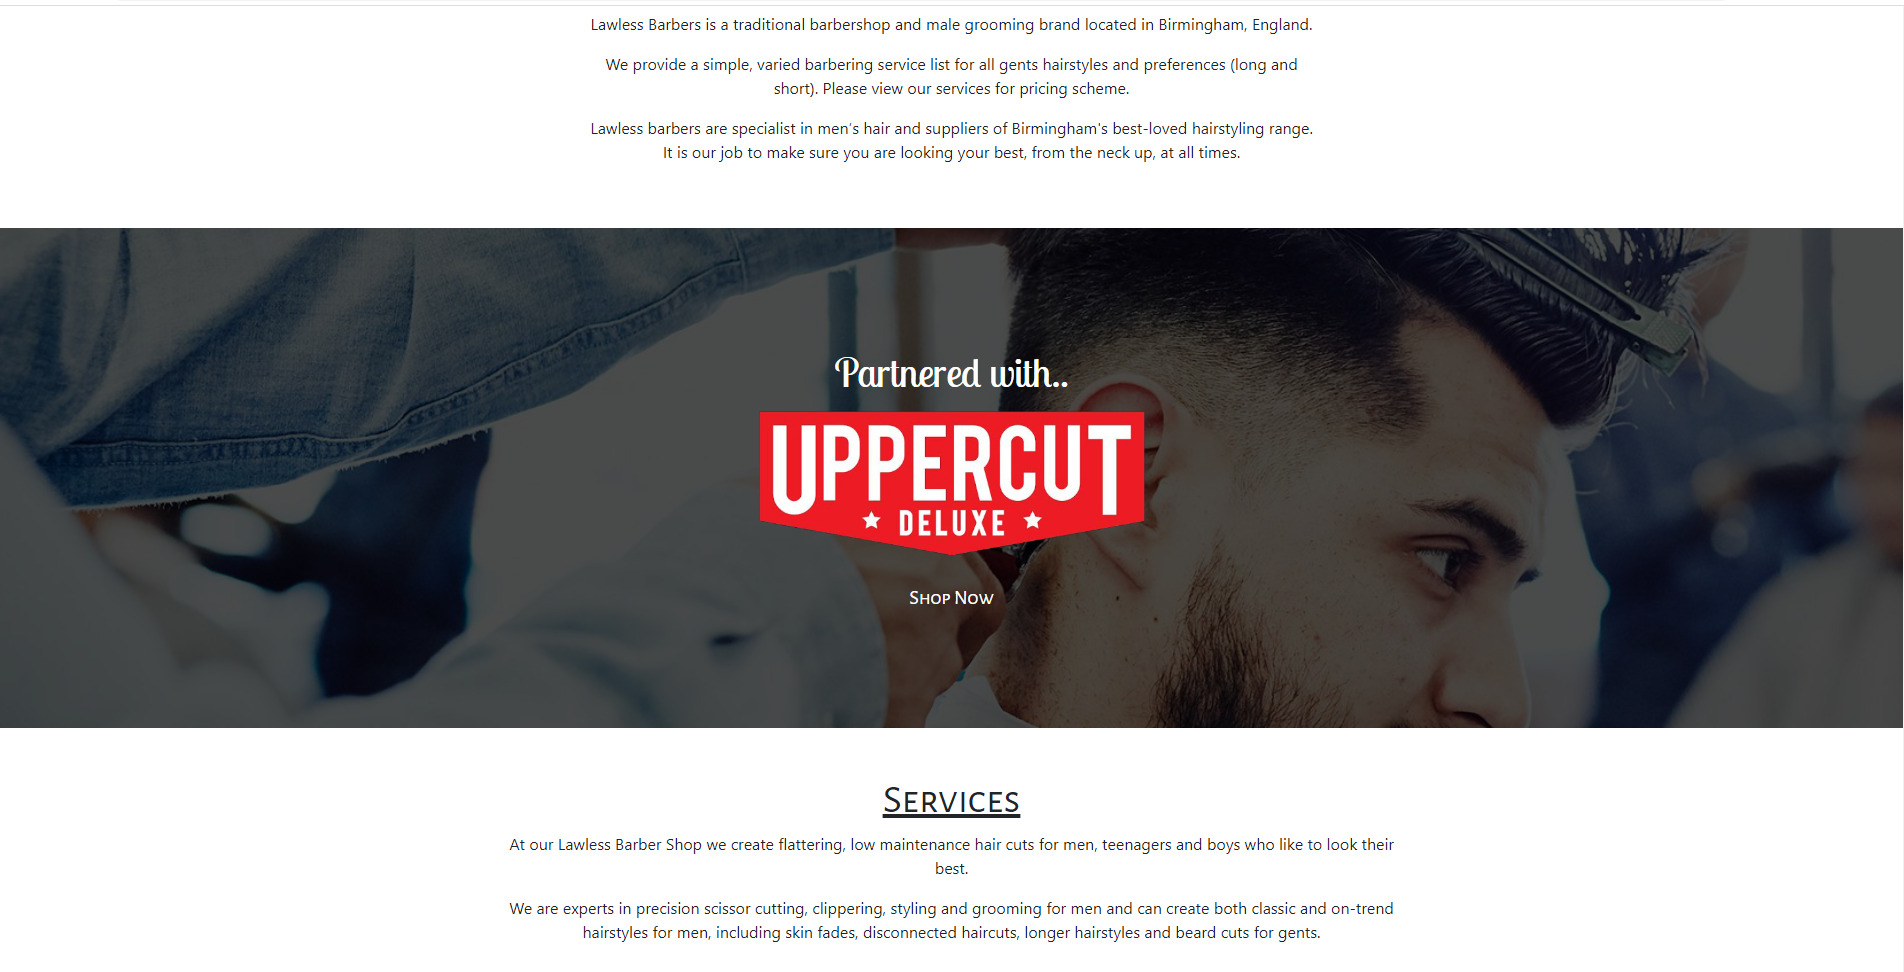 Lawless Barbers is a traditional barbershop and male grooming brand located in Birmingham, England.
We provide a simple, varied barbering service list for all gents hairstyles and preferences (long and
short). Please view our services for pricing scheme.
Lawless barbers are specialist in men's hair and suppliers of Birmingham's best-loved hairstyling range.
It is our job to make sure you are looking your best, from the neck up, at all times.
Partnered with..
UPPERCUT
DELUXE
Shop Now
Services
At our Lawless Barber Shop we create flattering, low maintenance hair cuts for men, teenagers and boys who like to look their
best.
We are experts in precision scissor cutting, clippering, styling and grooming for men and can create both classic and on-trend
hairstyles for men, including skin fades, disconnected haircuts, longer hairstyles and beard cuts for gents.